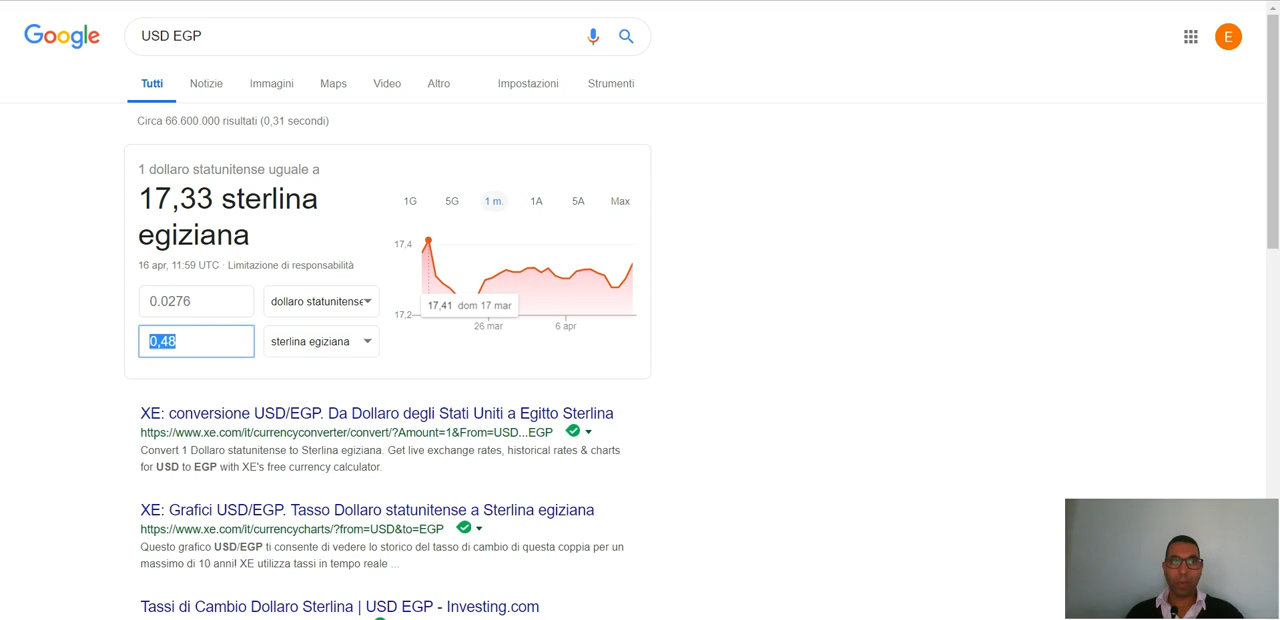 Google
USD EGP
E
Tutti
Notizie
Immagini
Maps
Video
Altro
Impostazioni
Strumenti
Circa 66.600.000 risultati (0,31 secondi)
1 dollaro statunitense uguale a
17,33 sterlina
egiziana
16 apr, 11:59 UTC · Limitazione di responsabilità
0.0276
dollaro statunitense
0,48
sterlina egiziana
1G
5G
1 m.
1A
5A
Max
17,4
17,41 dom 17 mar
17,2
26 mar
6 apr
XE: conversione USD/EGP. Da Dollaro degli Stati Uniti a Egitto Sterlina
https://www.xe.com/it/currencyconverter/convert/?Amount=1&From=USD...EGP
Convert 1 Dollaro statunitense to Sterlina egiziana. Get live exchange rates, historical rates & charts
for USD to EGP with XE's free currency calculator.
XE: Grafici USD/EGP. Tasso Dollaro statunitense a Sterlina egiziana
https://www.xe.com/it/currencycharts/?from=USD&to=EGP
Questo grafico USD/EGP ti consente di vedere lo storico del tasso di cambio di questa coppia per un
massimo di 10 anni! XE utilizza tassi in tempo reale ...
Tassi di Cambio Dollaro Sterlina | USD EGP - Investing.com